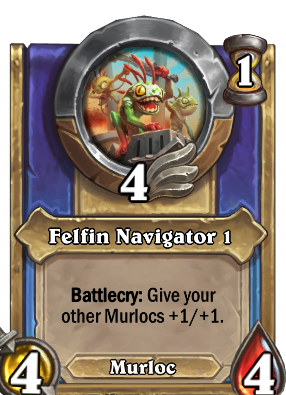 1
4
Felfin Navigator 1
Battlecry: Give your
other Murlocs +1/+1.
Murloc
4 4